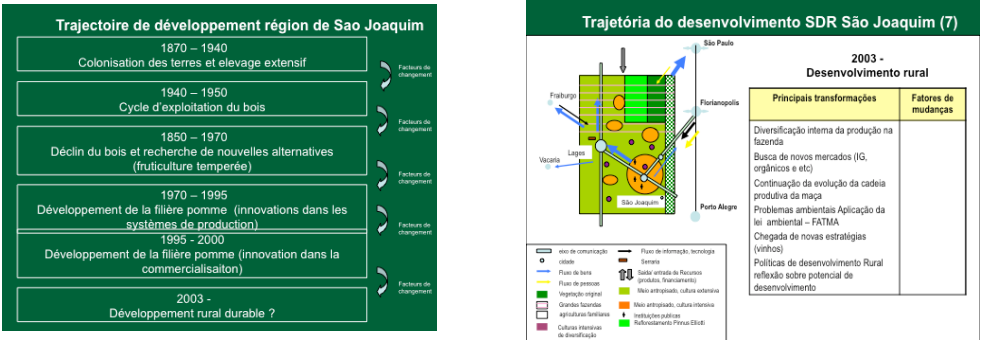 Trajectoire de développement région de Sao Joaquim
1870 – 1940
Colonisation des terres et elevage extensif
Facteurs de
changement
1940 – 1950
Cycle d'exploitation du bois
Facteurs de
changement
1850 – 1970
Déclin du bois et recherche de nouvelles alternatives
(fruticulture temperée)
Facteurs de
changement
1970 – 1995
Développement de la filière pomme (innovations dans les
systèmes de production)
Facteurs de
changement
1995 - 2000
Développement de la filière pomme (innovation dans la
commercialisaiton)
Facteurs de
changement
2003 -
Développement rural durable ?
Trajetória do desenvolvimento SDR São Joaquim (7)
São Paulo
Fraiburgo
Florianopolis
Lages
Vacaria
São Joaquim
Porto Alegre
eixo de comunicação
cidade
Fluxo de bens
Fluxo de pessoas
Vegetação original
Grandes fazendas
agriculturas familiares
Culturas intensivas
de diversificação
Fluxo de informação, tecnologia
Serraria
Saída/ entrada de Recursos
(produtos, financiamento)
Meio antropisado, cultura extensiva
Meio antropisado, cultura intensiva
Instituções publicas
Reflorestamento Pinnus Elliotti
2003 -
Desenvolvimento rural
Principais transformações
Fatores de
mudanças
Diversificação interna da produção na
fazenda
Busca de novos mercados (IG,
orgânicos e etc)
Continuação da evolução da cadeia
produtiva da maça
Problemas ambientais Aplicação da
lei ambiental – FATMA
Chegada de novas estratégias
(vinhos)
Políticas de desenvolvimento Rural
reflexão sobre potencial de
desenvolvimento